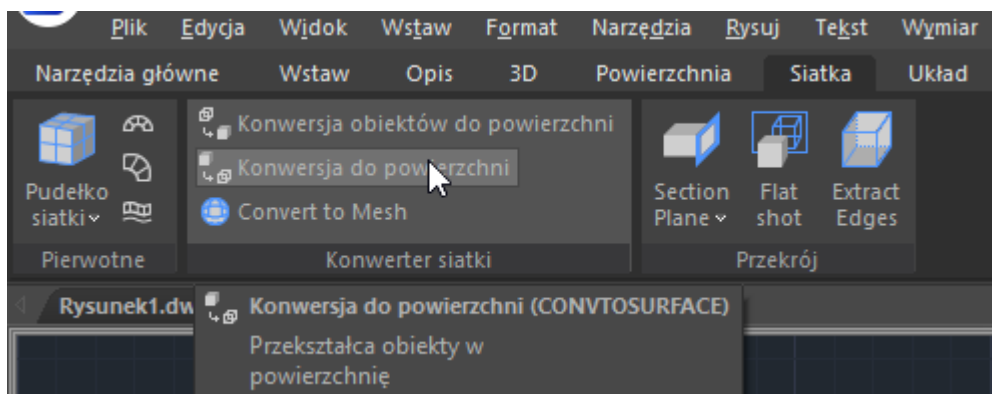 Plik Edycja Widok Wstaw Format Narzędzia Rysuj Tekst Wymiar
Narzędzia główne Wstaw Opis 3D Powierzchnia Siatka Układ
Konwersja obiektów do powierzchni
Konwersja do powierzchni
Convert to Mesh
Pudełko
siatki
Section
Plane
Flat
shot
Extract
Edges
Pierwotne Konwerter siatki Przekrój
Rysunek1.dw
Konwersja do powierzchni (CONVTOSURFACE)
Przekształca obiekty w
powierzchnię